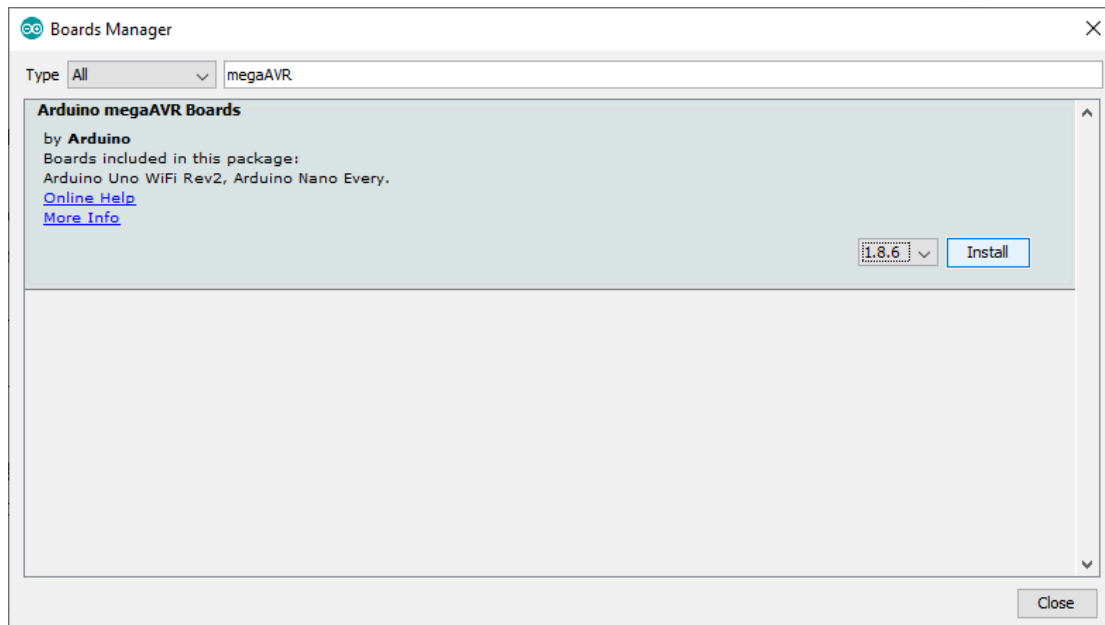 Boards Manager
Type All megaAVR
Arduino megaAVR Boards
by Arduino
Boards included in this package:
Arduino Uno WiFi Rev2, Arduino Nano Every.
Online Help
More Info
1.8.6 Install
Close